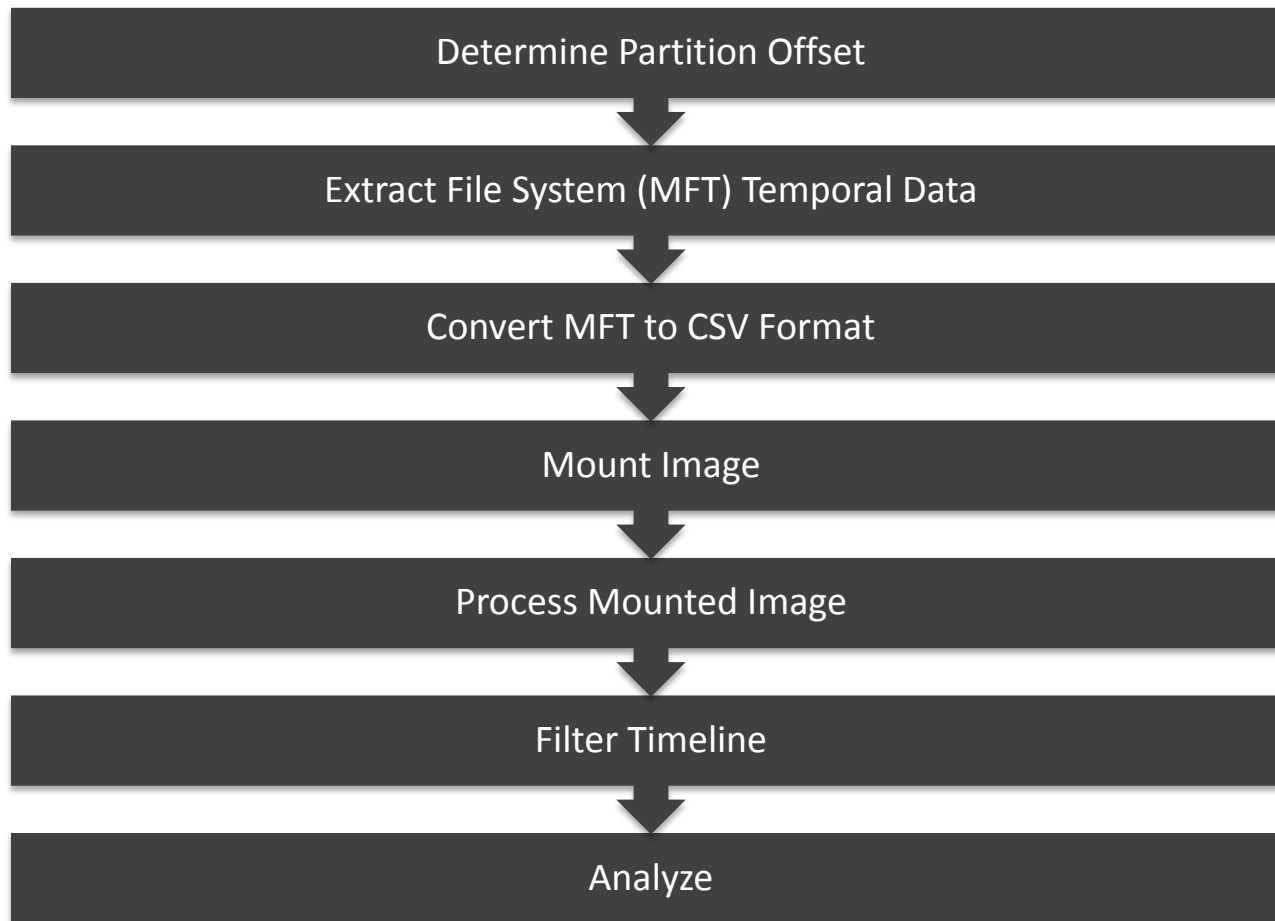 Determine Partition Offset
Extract File System (MFT) Temporal Data
Convert MFT to CSV Format
Mount Image
Process Mounted Image
Filter Timeline
Analyze